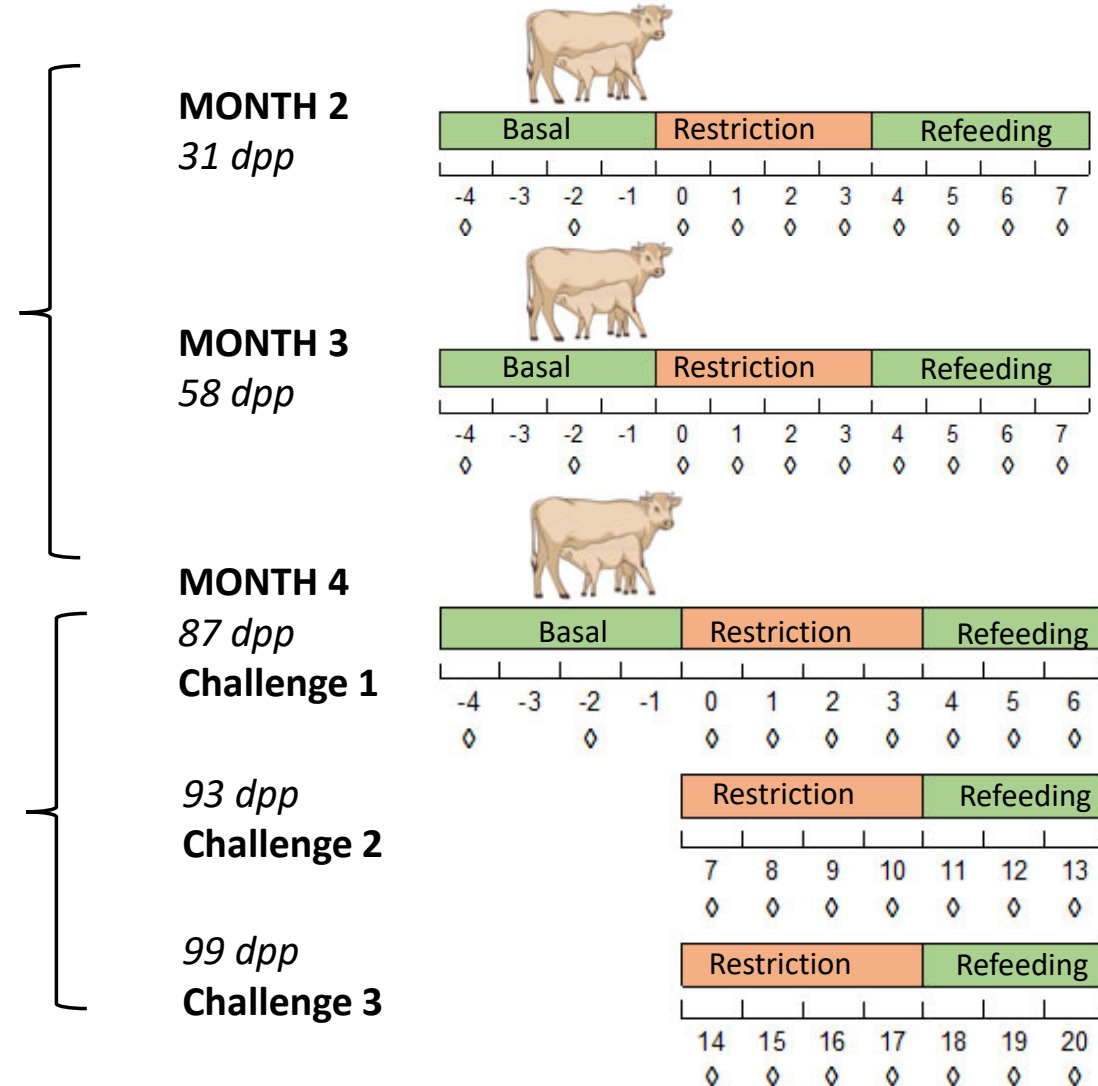 MONTH 2
31 dpp
Basal Restriction Refeeding
-4 -3 -2 -1 0 1 2 3 4 5 6 7
◊ ◊ ◊ ◊ ◊ ◊ ◊ ◊ ◊ ◊
MONTH 3
58 dpp
Basal Restriction Refeeding
-4 -3 -2 -1 0 1 2 3 4 5 6 7
◊ ◊ ◊ ◊ ◊ ◊ ◊ ◊ ◊ ◊
MONTH 4
87 dpp
Challenge 1
Basal Restriction Refeeding
-4 -3 -2 -1 0 1 2 3 4 5 6
◊ ◊ ◊ ◊ ◊ ◊ ◊ ◊ ◊
93 dpp
Challenge 2
Restriction Refeeding
7 8 9 10 11 12 13
◊ ◊ ◊ ◊ ◊ ◊ ◊
99 dpp
Challenge 3
Restriction Refeeding
14 15 16 17 18 19 20
◊ ◊ ◊ ◊ ◊ ◊ ◊